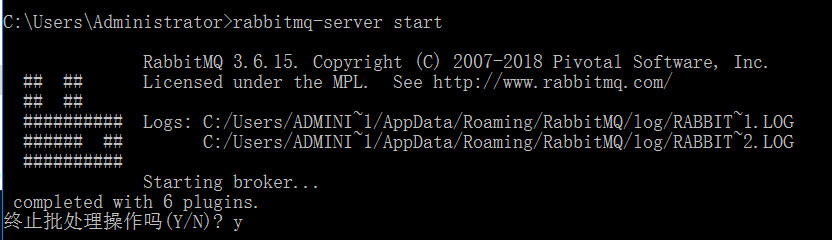 C:\Users\Administrator>rabbitmq-server start
RabbitMQ 3.6.15. Copyright (C) 2007-2018 Pivotal Software, Inc.
##  ##      Licensed under the MPL.  See http://www.rabbitmq.com/
##  ##
##########  Logs: C:/Users/ADMINI~1/AppData/Roaming/RabbitMQ/log/RABBIT~1.LOG
######  ##        C:/Users/ADMINI~1/AppData/Roaming/RabbitMQ/log/RABBIT~2.LOG
##########
Starting broker...
completed with 6 plugins.
终止批处理操作吗(Y/N)? y